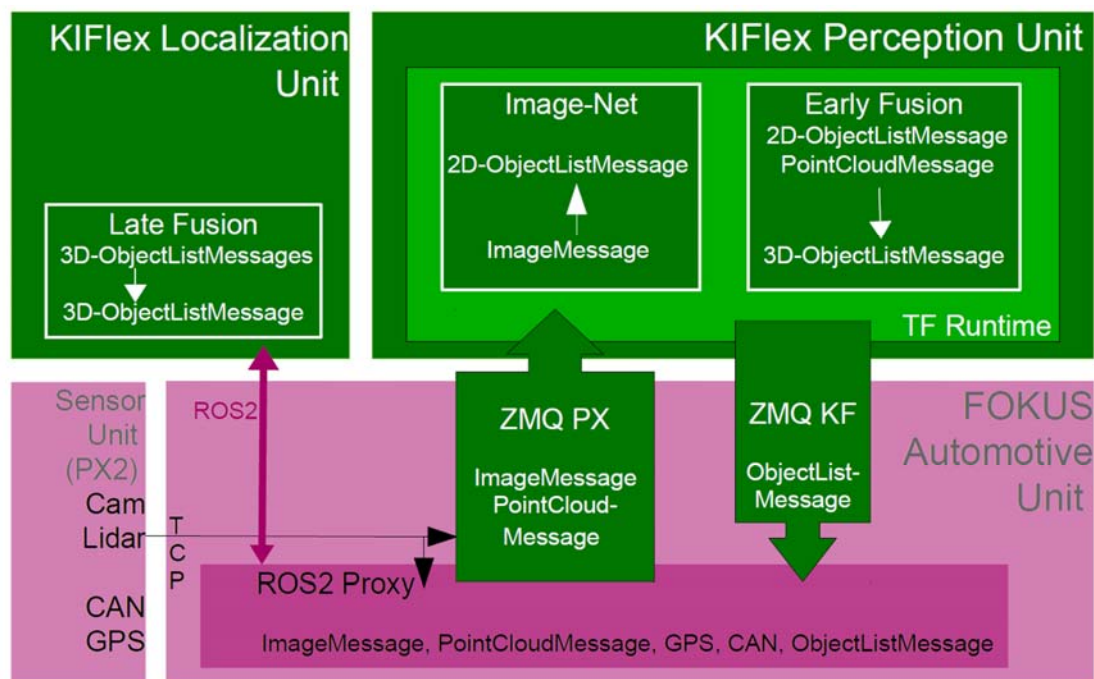 KIFlex Localization
Unit
Late Fusion
3D-ObjectListMessages
3D-ObjectListMessage
KIFlex Perception Unit
Image-Net
2D-ObjectListMessage
ImageMessage
Early Fusion
2D-ObjectListMessage
PointCloudMessage
3D-ObjectListMessage
TF Runtime
Sensor
Unit
(PX2)
Cam
Lidar
CAN
GPS
TCP
ROS2
ZMQ PX
ImageMessage
PointCloud-
Message
ZMQ KF
ObjectList-
Message
FOKUS
Automotive
Unit
ROS2 Proxy
ImageMessage, PointCloudMessage, GPS, CAN, ObjectListMessage